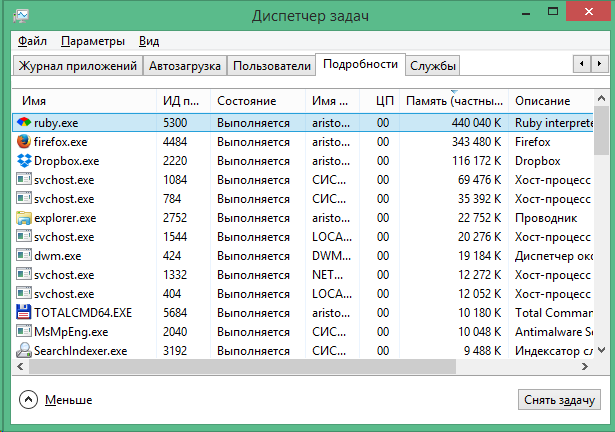 Диспетчер задач
Файл Параметры Вид
Журнал приложений Автозагрузка Пользователи Подробности Службы
Имя ИД п... Состояние Имя ... ЦП Память (частны... Описание
ruby.exe 5300 Выполняется aristo... 00 440 040 K Ruby interprete
firefox.exe 4484 Выполняется aristo... 00 343 480 K Firefox
Dropbox.exe 2220 Выполняется aristo... 00 116 172 K Dropbox
svchost.exe 1084 Выполняется СИС... 00 69 476 K Хост-процесс
svchost.exe 784 Выполняется СИС... 00 35 392 K Хост-процесс
explorer.exe 2752 Выполняется aristo... 00 22 752 K Проводник
svchost.exe 1544 Выполняется LOCA... 00 20 276 K Хост-процесс
dwm.exe 424 Выполняется DWM... 00 19 184 K Диспетчер окс
svchost.exe 1332 Выполняется NET... 00 12 272 K Хост-процесс
svchost.exe 404 Выполняется LOCA... 00 12 052 K Хост-процесс
TOTALCMD64.EXE 5684 Выполняется aristo... 00 10 180 K Total Comman
MsMpEng.exe 2040 Выполняется СИС... 00 10 048 K Antimalware Se
SearchIndexer.exe 3192 Выполняется СИС... 00 9 488 K Индексатор сл
Меньше Снять задачу